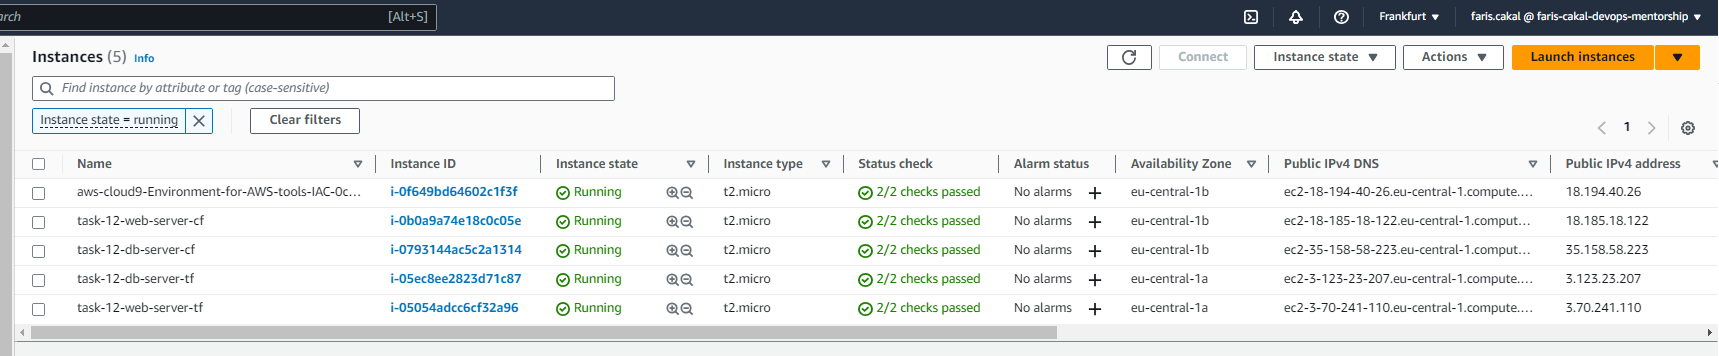 arch [Alt+S] Frankfurt ▼ faris.cakal @ faris-cakal-devops-mentorship ▼
Instances (5) Info Connect Instance state ▼ Actions ▼ Launch instances ▼
Find instance by attribute or tag (case-sensitive)
Instance state = running Clear filters
1
Name Instance ID Instance state Instance type Status check Alarm status Availability Zone Public IPv4 DNS Public IPv4 address
aws-cloud9-Environment-for-AWS-tools-IAC-0c... i-0f649bd64602c1f3f Running t2.micro 2/2 checks passed No alarms + eu-central-1b ec2-18-194-40-26.eu-central-1.compute.... 18.194.40.26
task-12-web-server-cf i-0b0a9a74e18c0c05e Running t2.micro 2/2 checks passed No alarms + eu-central-1b ec2-18-185-18-122.eu-central-1.comput... 18.185.18.122
task-12-db-server-cf i-0793144ac5c2a1314 Running t2.micro 2/2 checks passed No alarms + eu-central-1b ec2-35-158-58-223.eu-central-1.comput... 35.158.58.223
task-12-db-server-tf i-05ec8ee2823d71c87 Running t2.micro 2/2 checks passed No alarms + eu-central-1a ec2-3-123-23-207.eu-central-1.compute.... 3.123.23.207
task-12-web-server-tf i-05054adcc6cf32a96 Running t2.micro 2/2 checks passed No alarms + eu-central-1a ec2-3-70-241-110.eu-central-1.compute.... 3.70.241.110